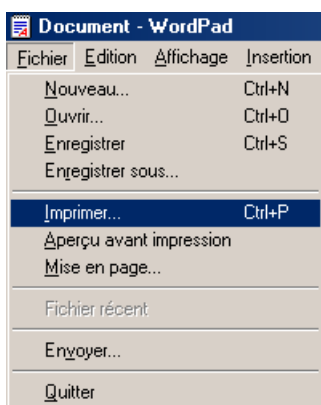 Document - WordPad
Fichier Edition Affichage Insertion
Nouveau... Ctrl+N
Ouvrir... Ctrl+O
Enregistrer Ctrl+S
Enregistrer sous...
Imprimer... Ctrl+P
Aperçu avant impression
Mise en page...
Fichier récent
Envoyer...
Quitter